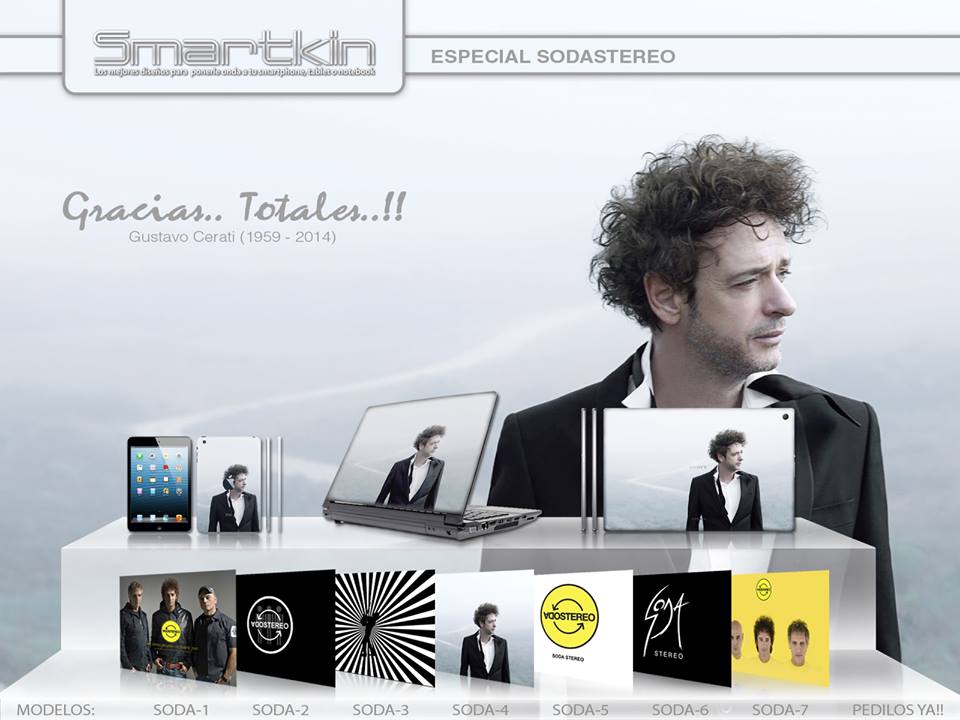 Smartkin
Los mejores diseños para ponerle onda a tu smartphone, tablet o notebook
ESPECIAL SODASTEREO
Gracias.. Totales..!!
Gustavo Cerati (1959 - 2014)
SODASTEREO
SODASTEREO
SODA STEREO
SODA
STEREO
MODELOS: SODA-1 SODA-2 SODA-3 SODA-4 SODA-5 SODA-6 SODA-7 PEDILOS YA!!